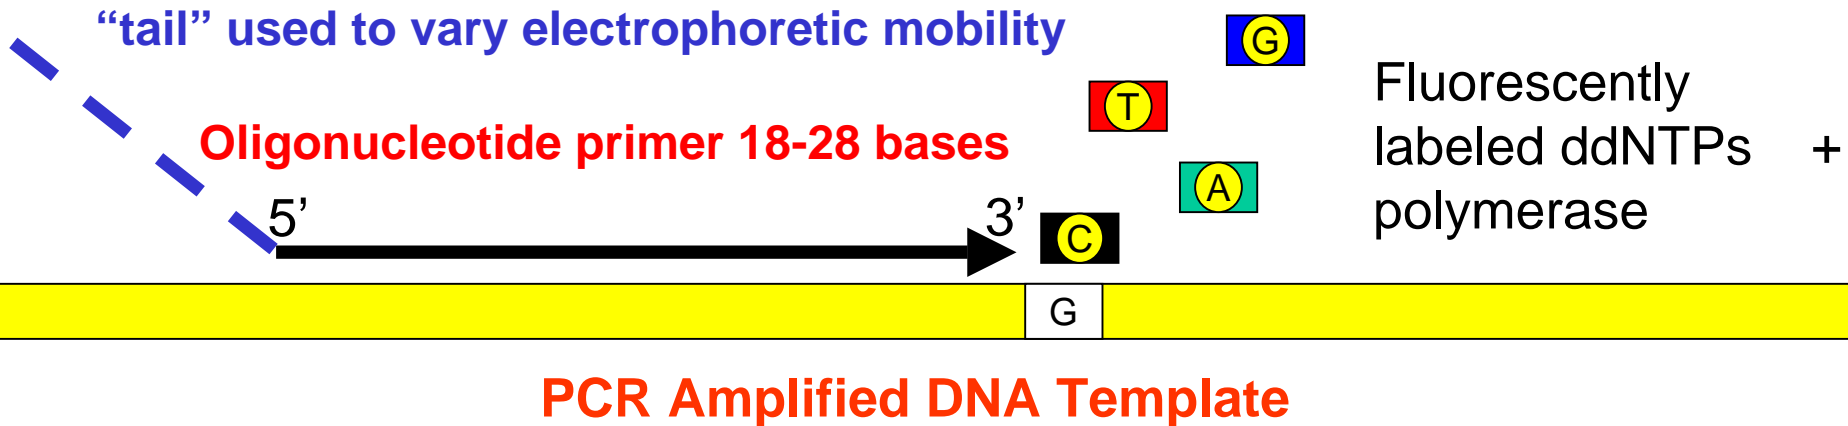 “tail” used to vary electrophoretic mobility
G
Fluorescently
labeled ddNTPs +
polymerase
T
Oligonucleotide primer 18-28 bases
A
5’
3’
C
G
PCR Amplified DNA Template